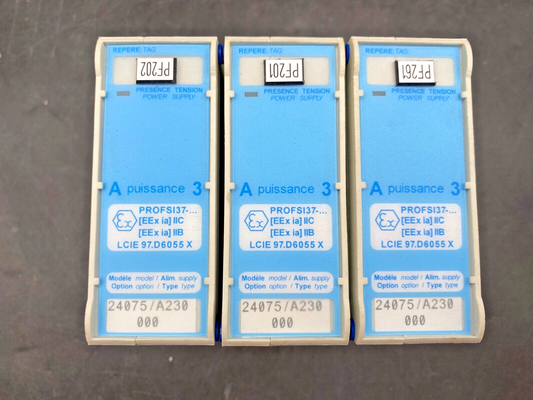 REPERE: TAG
PF202
PRESENCE TENSION
POWER SUPPLY
A puissance 3
PROFSI37-...
[EEx ia] IIC
[EEx ia] IIB
LCIE 97.D6055 X
Modèle model / Alim. supply
Option option / Type type
24075/A230
000
REPERE: TAG
PF201
PRESENCE TENSION
POWER SUPPLY
A puissance 3
PROFSI37-...
[EEx ia] IIC
[EEx ia] IIB
LCIE 97.D6055 X
Modèle model / Alim. supply
Option option / Type type
24075/A230
000
REPERE: TAG
PF261
PRESENCE TENSION
POWER SUPPLY
A puissance 3
PROFSI37-...
[EEx ia] IIC
[EEx ia] IIB
LCIE 97.D6055 X
Modèle model / Alim. supply
Option option / Type type
24075/A230
000